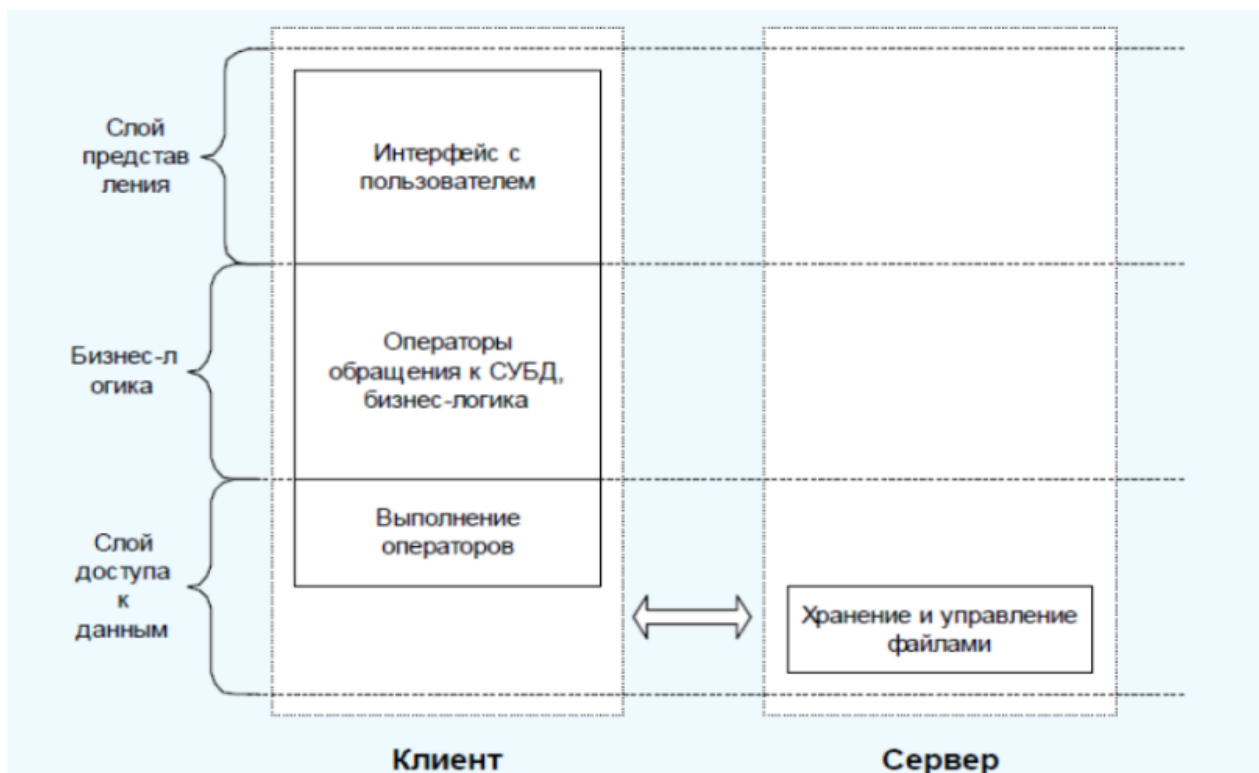 Слой
представ
ления
Интерфейс с
пользователем
Бизнес-л
огика
Операторы
обращения к СУБД,
бизнес-логика
Слой
доступа
к
данным
Выполнение
операторов
Хранение и управление
файлами
Клиент
Сервер